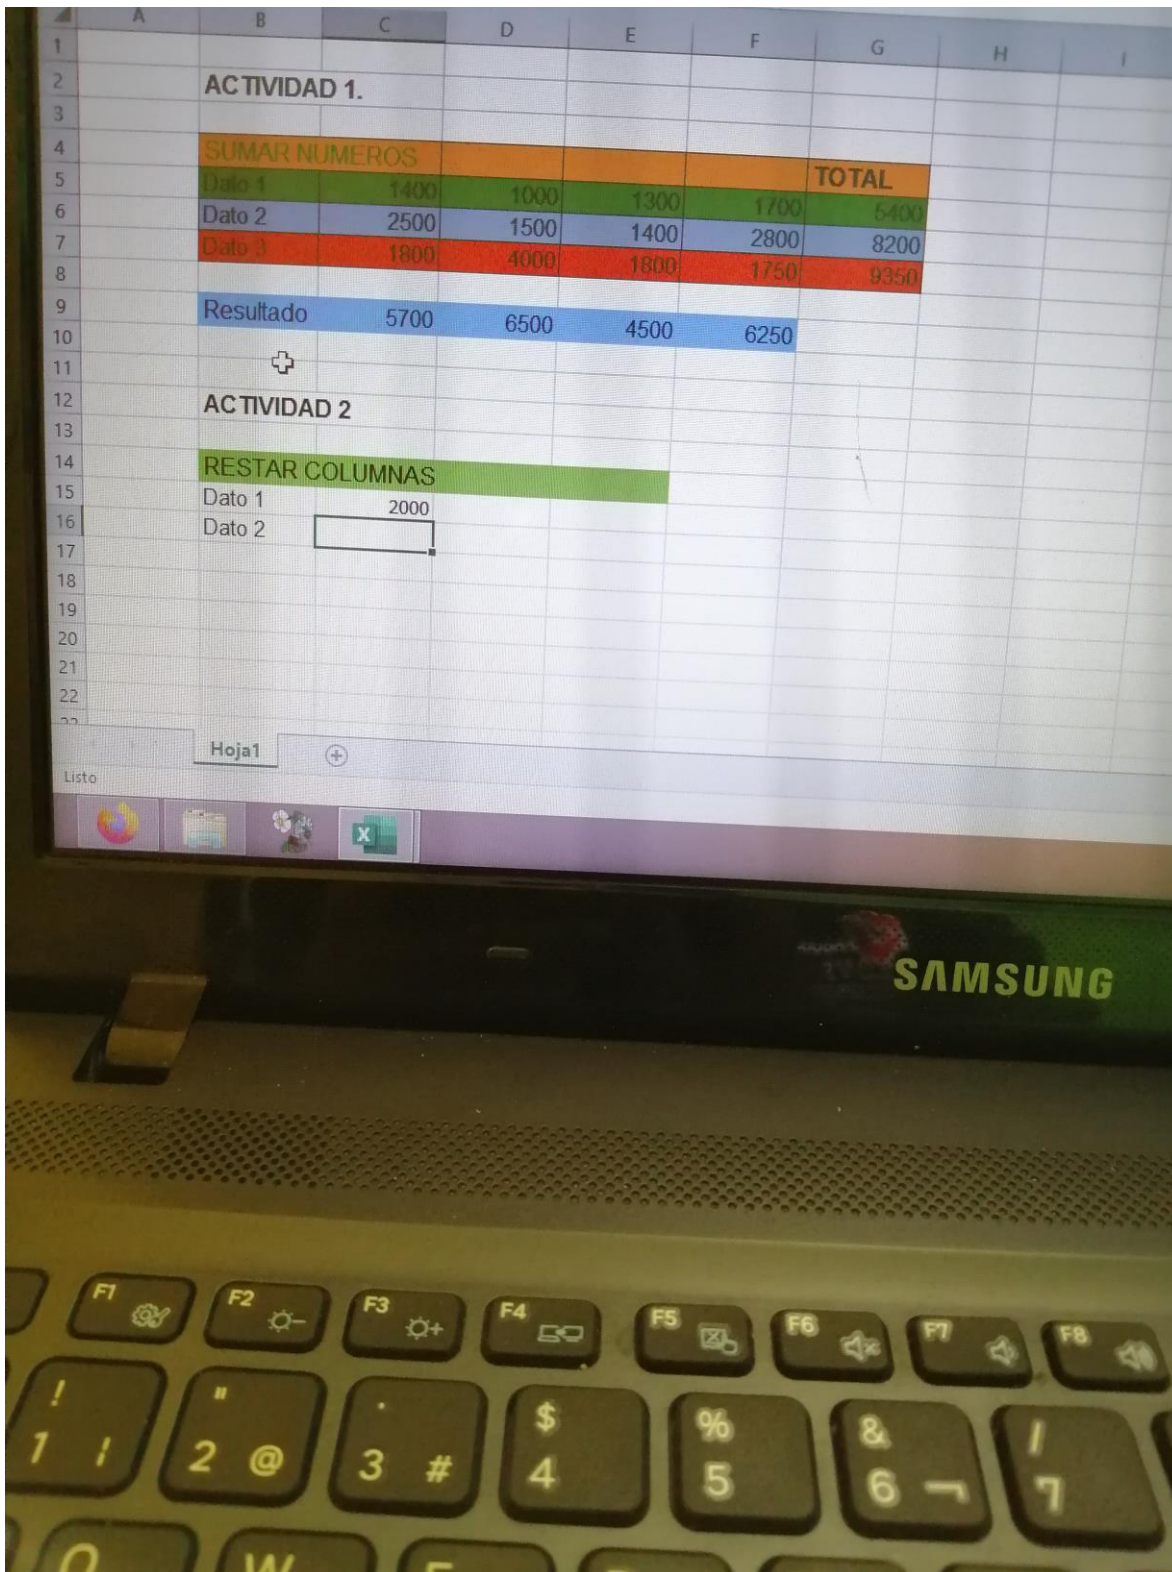 A B C D E F G H I
1
2 ACTIVIDAD 1.
3
4 SUMAR NUMEROS TOTAL
5 Dato 1 1400 1000 1300 1700 5400
6 Dato 2 2500 1500 1400 2800 8200
7 Dato 3 1800 4000 1800 1750 9350
8
9 Resultado 5700 6500 4500 6250
10
11
12 ACTIVIDAD 2
13
14 RESTAR COLUMNAS
15 Dato 1 2000
16 Dato 2
17
18
19
20
21
22
Hoja1
Listo
SAMSUNG
F1 F2 F3 F4 F5 F6 F7 F8
! " · $ % & /
1 ¦ 2 @ 3 # 4 5 6 ¬ 7
Q W E